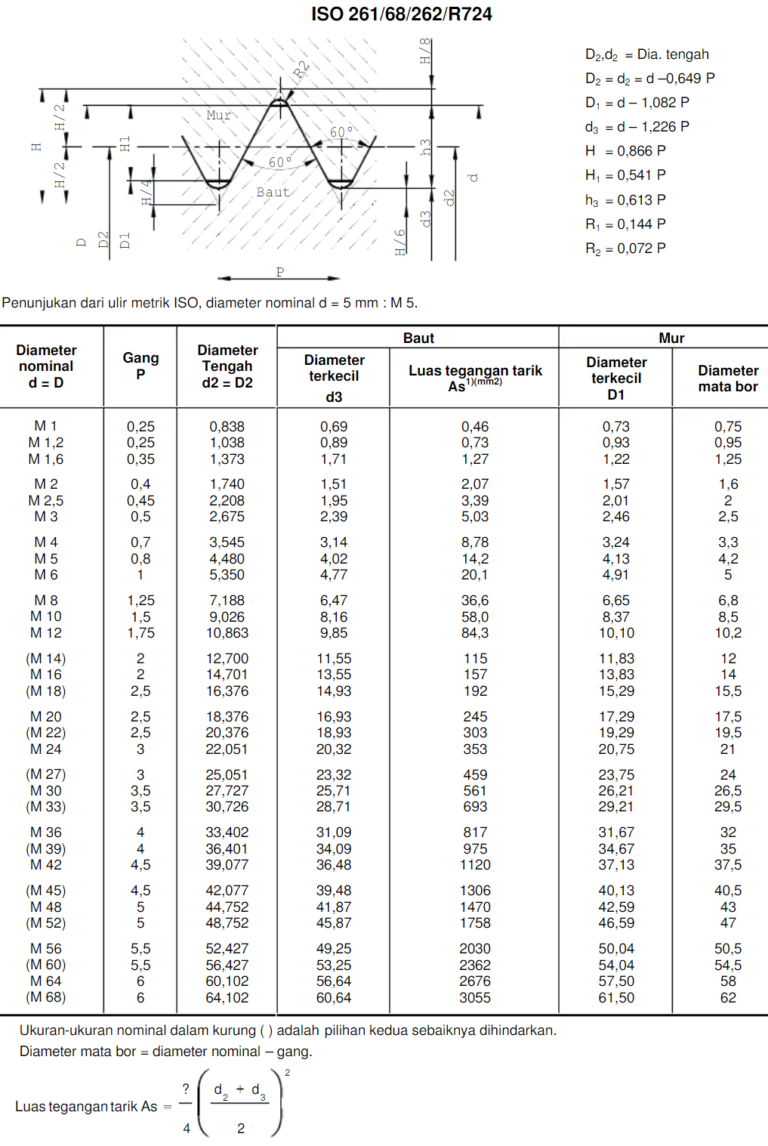 ISO 261/68/262/R724
H/8
R2
H/2
Mur
60°
H
H1
h3
60°
d
H/2
H/4
Baut
d2
d3
D
D2
D1
H/6
P
D2,d2 = Dia. tengah
D2 = d2 = d –0,649 P
D1 = d – 1,082 P
d3 = d – 1,226 P
H = 0,866 P
H1 = 0,541 P
h3 = 0,613 P
R1 = 0,144 P
R2 = 0,072 P
Penunjukan dari ulir metrik ISO, diameter nominal d = 5 mm : M 5.
Diameter nominal d = D Gang P Diameter Tengah d2 = D2 Baut Mur
Diameter terkecil d3 Luas tegangan tarik As1)(mm2) Diameter terkecil D1 Diameter mata bor
M 1 0,25 0,838 0,69 0,46 0,73 0,75
M 1,2 0,25 1,038 0,89 0,73 0,93 0,95
M 1,6 0,35 1,373 1,71 1,27 1,22 1,25
M 2 0,4 1,740 1,51 2,07 1,57 1,6
M 2,5 0,45 2,208 1,95 3,39 2,01 2
M 3 0,5 2,675 2,39 5,03 2,46 2,5
M 4 0,7 3,545 3,14 8,78 3,24 3,3
M 5 0,8 4,480 4,02 14,2 4,13 4,2
M 6 1 5,350 4,77 20,1 4,91 5
M 8 1,25 7,188 6,47 36,6 6,65 6,8
M 10 1,5 9,026 8,16 58,0 8,37 8,5
M 12 1,75 10,863 9,85 84,3 10,10 10,2
(M 14) 2 12,700 11,55 115 11,83 12
M 16 2 14,701 13,55 157 13,83 14
(M 18) 2,5 16,376 14,93 192 15,29 15,5
M 20 2,5 18,376 16,93 245 17,29 17,5
(M 22) 2,5 20,376 18,93 303 19,29 19,5
M 24 3 22,051 20,32 353 20,75 21
(M 27) 3 25,051 23,32 459 23,75 24
M 30 3,5 27,727 25,71 561 26,21 26,5
(M 33) 3,5 30,726 28,71 693 29,21 29,5
M 36 4 33,402 31,09 817 31,67 32
(M 39) 4 36,401 34,09 975 34,67 35
M 42 4,5 39,077 36,48 1120 37,13 37,5
(M 45) 4,5 42,077 39,48 1306 40,13 40,5
M 48 5 44,752 41,87 1470 42,59 43
(M 52) 5 48,752 45,87 1758 46,59 47
M 56 5,5 52,427 49,25 2030 50,04 50,5
(M 60) 5,5 56,427 53,25 2362 54,04 54,5
M 64 6 60,102 56,64 2676 57,50 58
(M 68) 6 64,102 60,64 3055 61,50 62
Ukuran-ukuran nominal dalam kurung ( ) adalah pilihan kedua sebaiknya dihindarkan.
Diameter mata bor = diameter nominal – gang.
Luas tegangan tarik As = ?/4 ( d2 + d3 / 2 )2